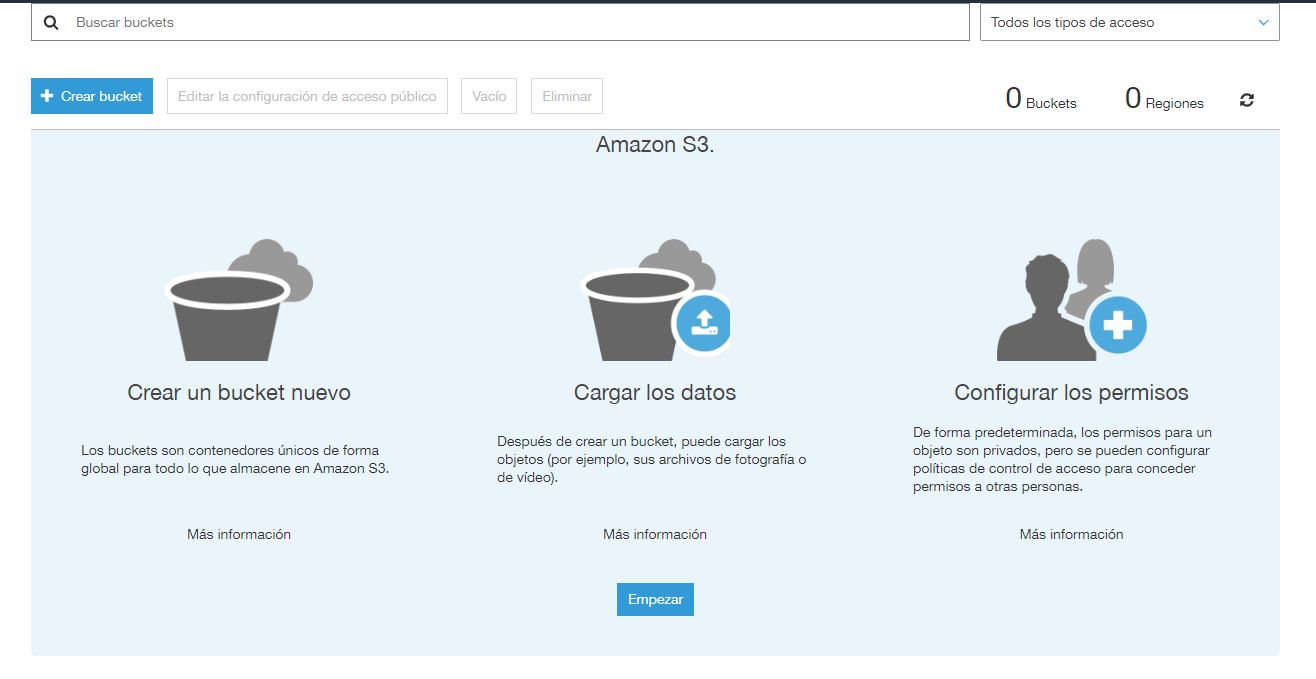 Buscar buckets
Todos los tipos de acceso
Crear bucket
Editar la configuración de acceso público
Vacío
Eliminar
0 Buckets
0 Regiones
Amazon S3.
Crear un bucket nuevo
Los buckets son contenedores únicos de forma
global para todo lo que almacene en Amazon S3.
Más información
Cargar los datos
Después de crear un bucket, puede cargar los
objetos (por ejemplo, sus archivos de fotografía o
de vídeo).
Más información
Configurar los permisos
De forma predeterminada, los permisos para un
objeto son privados, pero se pueden configurar
políticas de control de acceso para conceder
permisos a otras personas.
Más información
Empezar